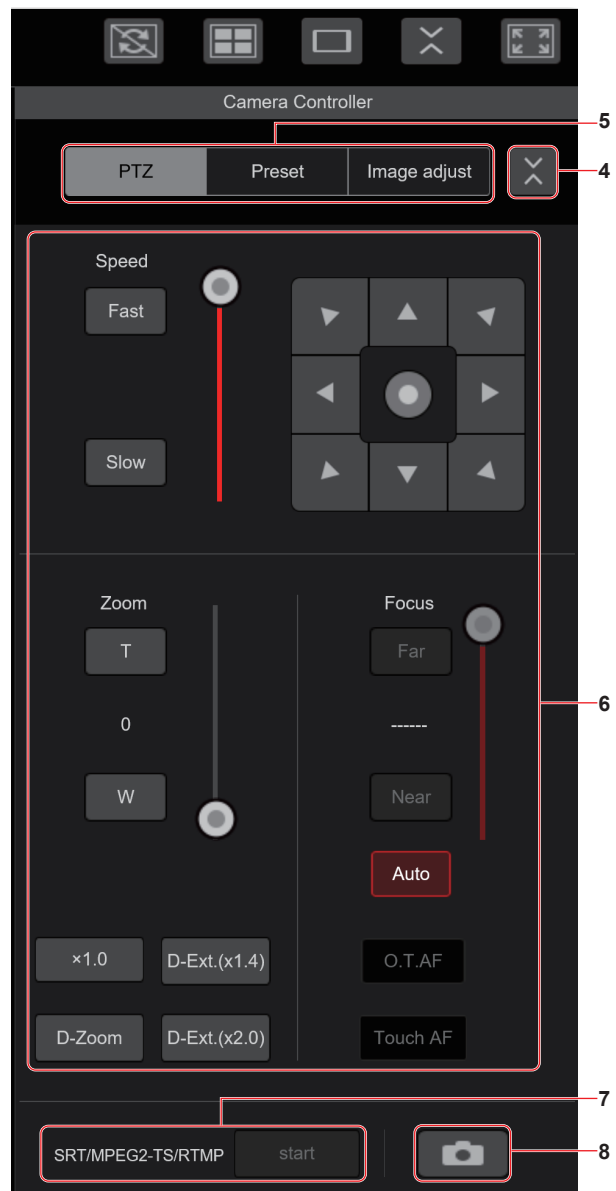 Camera Controller
5
PTZ Preset Image adjust
4
Speed
Fast
Slow
Zoom Focus
T Far
0 ------
6
W Near
Auto
×1.0 D-Ext.(x1.4) O.T.AF
D-Zoom D-Ext.(x2.0) Touch AF
7
SRT/MPEG2-TS/RTMP start
8